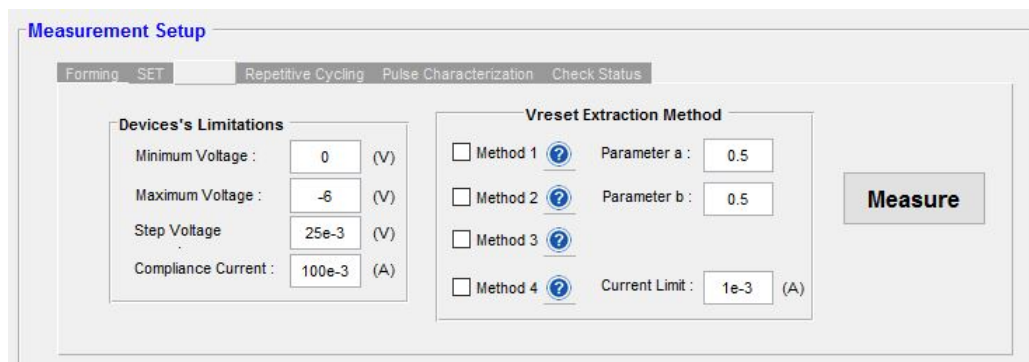 Measurement Setup
Forming SET Repetitive Cycling Pulse Characterization Check Status
Devices's Limitations
Minimum Voltage : 0 (V)
Maximum Voltage : -6 (V)
Step Voltage 25e-3 (V)
Compliance Current : 100e-3 (A)
Vreset Extraction Method
Method 1 ? Parameter a : 0.5
Method 2 ? Parameter b : 0.5
Method 3 ?
Method 4 ? Current Limit : 1e-3 (A)
Measure